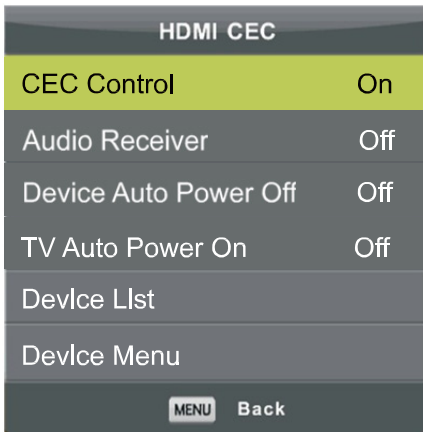 HDMI CEC
CEC Control On
Audio Receiver Off
Device Auto Power Off Off
TV Auto Power On Off
Device List
Device Menu
MENU Back